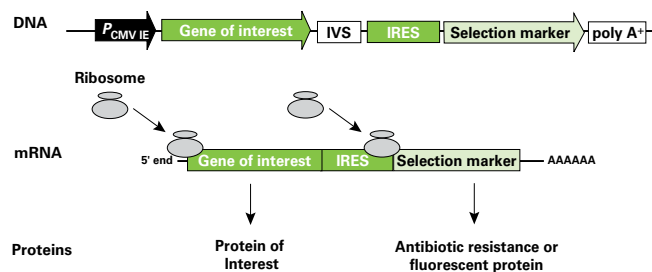 DNA
P CMV IE
Gene of interest
IVS
IRES
Selection marker
poly A+
Ribosome
mRNA
5' end
Gene of interest
IRES
Selection marker
AAAAAA
Proteins
Protein of
Interest
Antibiotic resistance or
fluorescent protein